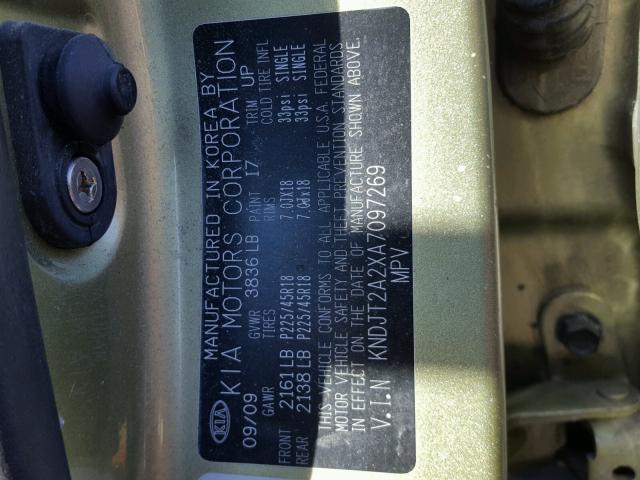 MANUFACTURED IN KOREA BY
KIA KIA MOTORS CORPORATION
09/09 GVWR 3836 LB PAINT I7 TRIM UP
GAWR TIRES RIMS COLD TIRE INFL
FRONT 2161 LB P225/45R18 7.0JX18 33psi SINGLE
REAR 2138 LB P225/45R18 7.0JX18 33psi SINGLE
THIS VEHICLE CONFORMS TO ALL APPLICABLE U.S.A. FEDERAL
MOTOR VEHICLE SAFETY AND THEFT PREVENTION STANDARDS
IN EFFECT ON THE DATE OF MANUFACTURE SHOWN ABOVE.
V.I.N KNDJT2A2XA7097269
MPV